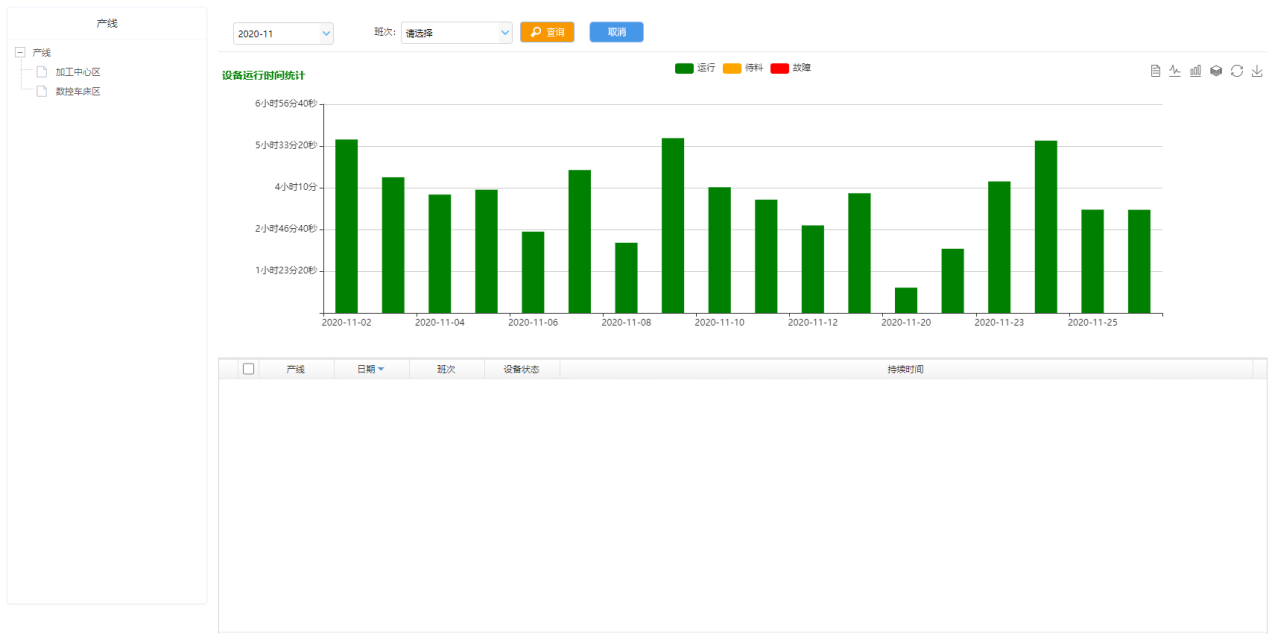 产线
产线
加工中心区
数控车床区
2020-11
班次: 请选择
查询
取消
设备运行时间统计
运行 待料 故障
6小时56分40秒
5小时33分20秒
4小时10分
2小时46分40秒
1小时23分20秒
2020-11-02 2020-11-04 2020-11-06 2020-11-08 2020-11-10 2020-11-12 2020-11-20 2020-11-23 2020-11-25
产线 日期 班次 设备状态 持续时间